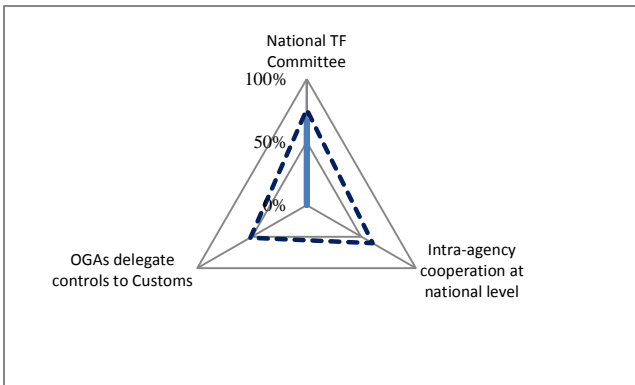 National TF
Committee
100%
50%
0%
OGAs delegate
controls to Customs
Intra-agency
cooperation at
national level